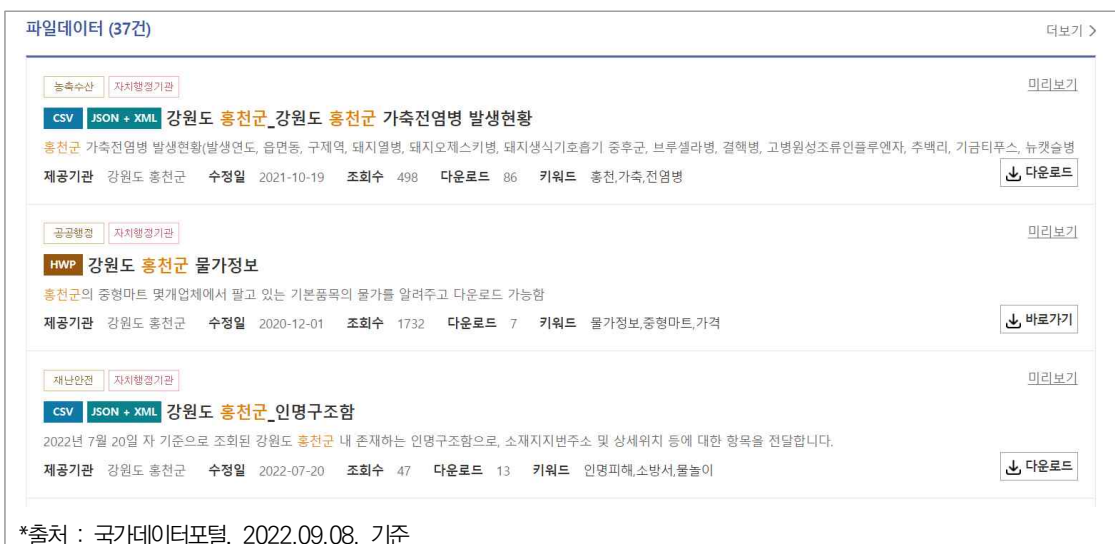 파일데이터 (37건)
더보기 >
농축수산 자치행정기관
미리보기
CSV JSON + XML 강원도 홍천군_강원도 홍천군 가축전염병 발생현황
홍천군 가축전염병 발생현황(발생연도, 읍면동, 구제역, 돼지열병, 돼지오제스키병, 돼지생식기호흡기 증후군, 브루셀라병, 결핵병, 고병원성조류인플루엔자, 추백리, 기금티푸스, 뉴캣슬병
제공기관 강원도 홍천군 수정일 2021-10-19 조회수 498 다운로드 86 키워드 홍천,가축,전염병
다운로드
공공행정 자치행정기관
미리보기
HWP 강원도 홍천군 물가정보
홍천군의 중형마트 몇개업체에서 팔고 있는 기본품목의 물가를 알려주고 다운로드 가능함
제공기관 강원도 홍천군 수정일 2020-12-01 조회수 1732 다운로드 7 키워드 물가정보,중형마트,가격
바로가기
재난안전 자치행정기관
미리보기
CSV JSON + XML 강원도 홍천군_인명구조함
2022년 7월 20일 자 기준으로 조회된 강원도 홍천군 내 존재하는 인명구조함으로, 소재지지번주소 및 상세위치 등에 대한 항목을 전달합니다.
제공기관 강원도 홍천군 수정일 2022-07-20 조회수 47 다운로드 13 키워드 인명피해,소방서,물놀이
다운로드
*출처 : 국가데이터포털. 2022.09.08. 기준